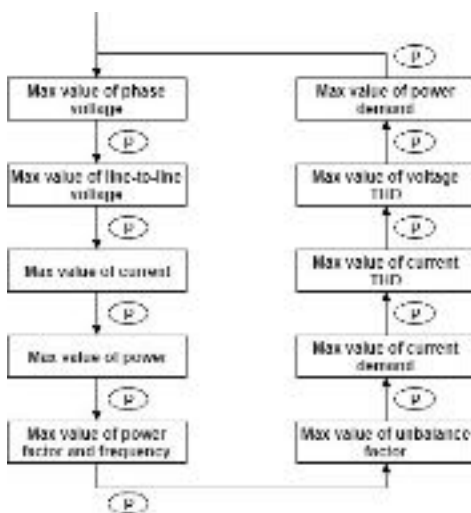 P
Max value of phase
voltage
Max value of power
demand
P
P
Max value of line-to-line
voltage
Max value of voltage
THD
P
P
Max value of current
Max value of current
THD
P
P
Max value of power
Max value of current
demand
P
P
Max value of power
factor and frequency
Max value of unbalance
factor
P